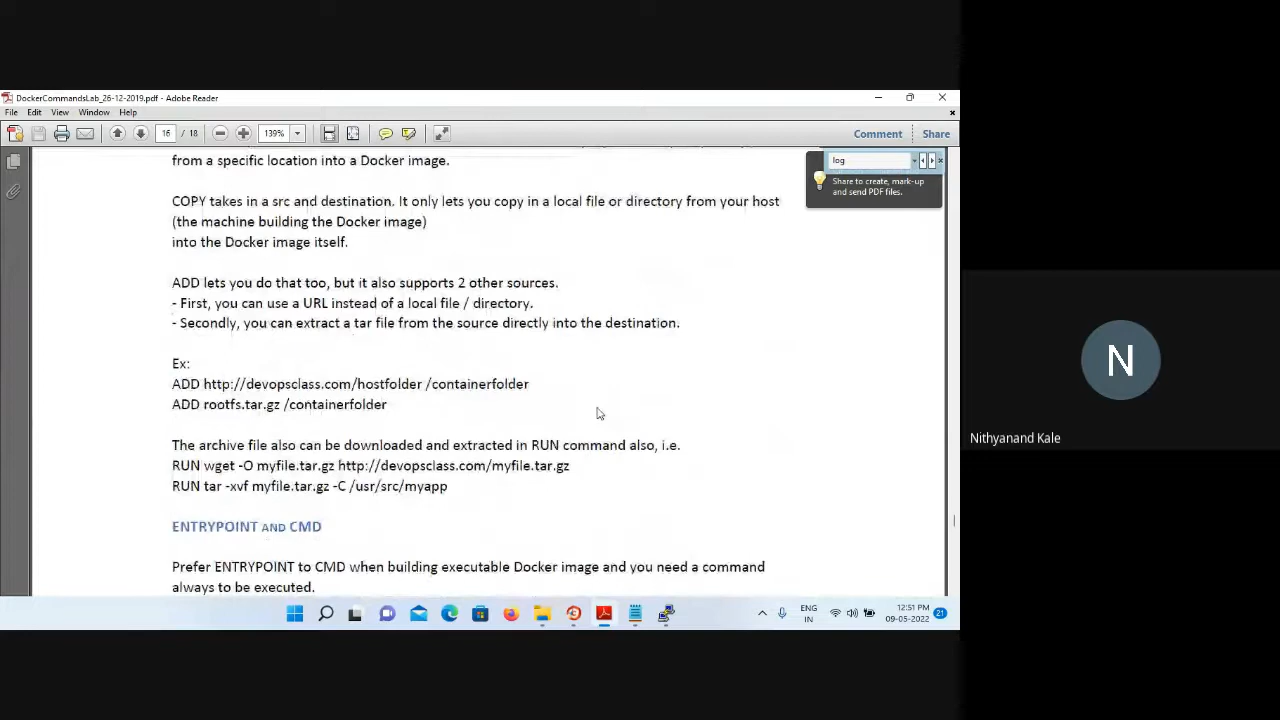 DockerCommandsLab_26-12-2019.pdf - Adobe Reader
File Edit View Window Help
16 / 18 139% Comment Share
log
Share to create, mark-up
and send PDF files.
from a specific location into a Docker image.
COPY takes in a src and destination. It only lets you copy in a local file or directory from your host
(the machine building the Docker image)
into the Docker image itself.
ADD lets you do that too, but it also supports 2 other sources.
- First, you can use a URL instead of a local file / directory.
- Secondly, you can extract a tar file from the source directly into the destination.
Ex:
ADD http://devopsclass.com/hostfolder /containerfolder
ADD rootfs.tar.gz /containerfolder
The archive file also can be downloaded and extracted in RUN command also, i.e.
RUN wget -O myfile.tar.gz http://devopsclass.com/myfile.tar.gz
RUN tar -xvf myfile.tar.gz -C /usr/src/myapp
ENTRYPOINT AND CMD
Prefer ENTRYPOINT to CMD when building executable Docker image and you need a command
always to be executed.
N
Nithyanand Kale
ENG
IN
12:51 PM
09-05-2022
21